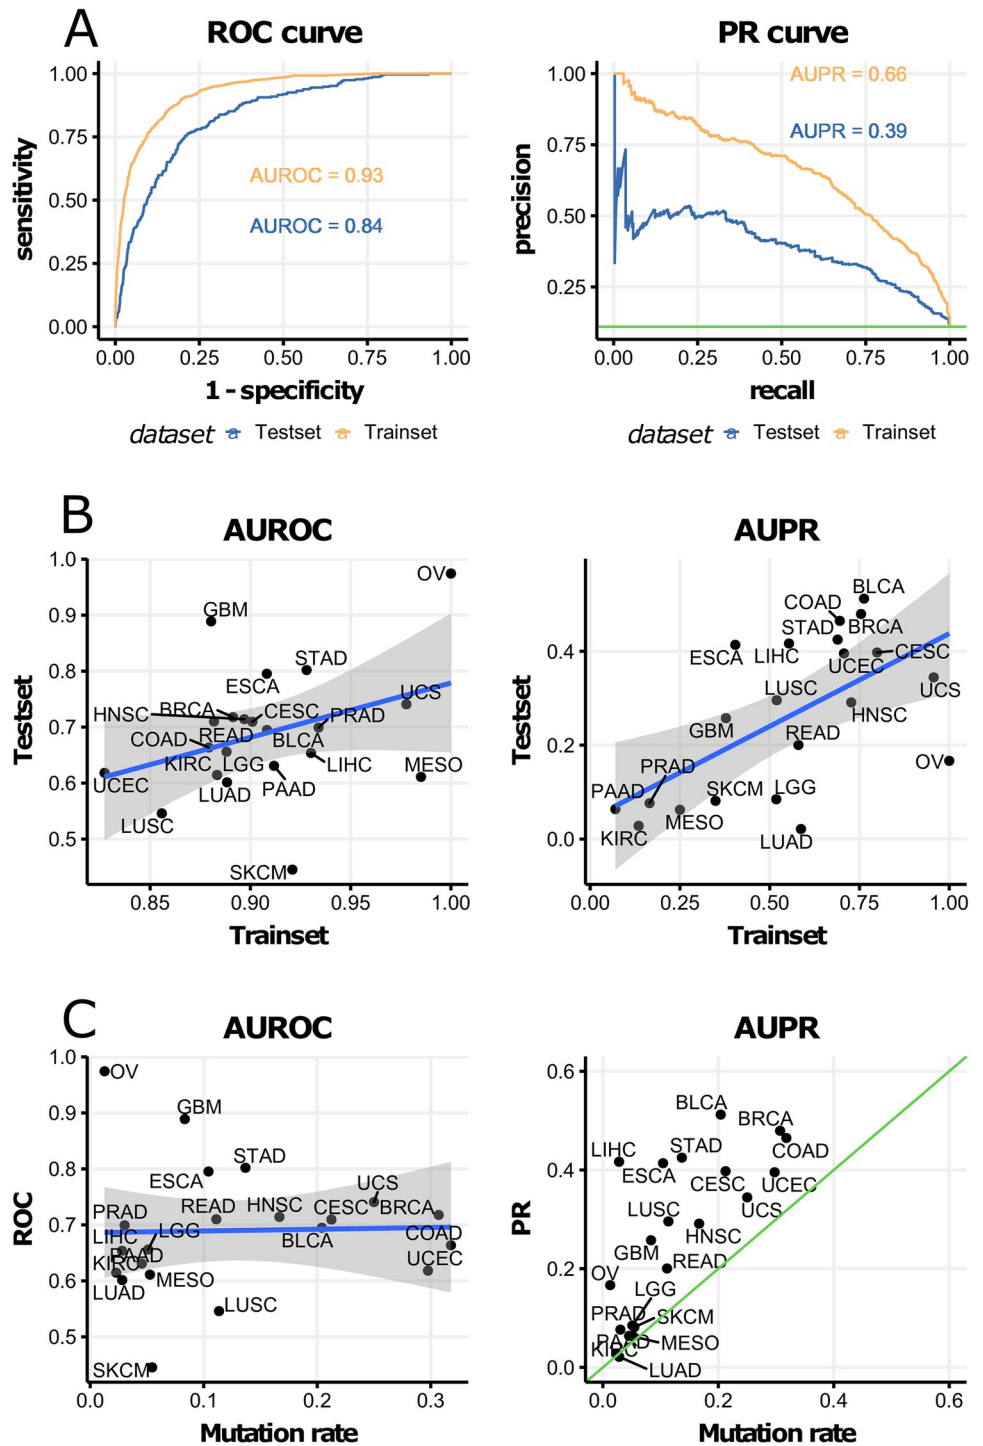 A
ROC curve
PR curve
1.00
0.75
0.50
0.25
0.00
sensitivity
AUROC = 0.93
AUROC = 0.84
0.00 0.25 0.50 0.75 1.00
1 - specificity
dataset a Testset a Trainset
1.00
0.75
0.50
0.25
precision
AUPR = 0.66
AUPR = 0.39
0.00 0.25 0.50 0.75 1.00
recall
dataset a Testset a Trainset
B
AUROC
1.0
0.9
0.8
0.7
0.6
0.5
Testset
OV
GBM
STAD
ESCA
UCS
BRCA
CESC
HNSC
PRAD
READ
COAD
BLCA
KIRC
LGG
LIHC
MESO
UCEC
LUAD
PAAD
LUSC
SKCM
0.85 0.90 0.95 1.00
Trainset
AUPR
0.4
0.2
0.0
Testset
BLCA
COAD
STAD
BRCA
ESCA
LIHC
CESC
UCEC
LUSC
UCS
HNSC
GBM
READ
OV
PRAD
PAAD
SKCM
LGG
MESO
KIRC
LUAD
0.00 0.25 0.50 0.75 1.00
Trainset
C
AUROC
1.0
0.9
0.8
0.7
0.6
0.5
ROC
OV
GBM
STAD
ESCA
UCS
HNSC
CESC
BRCA
READ
PRAD
LGG
LIHC
BLCA
COAD
PAAD
KIRC
UCEC
MESO
LUAD
LUSC
SKCM
0.0 0.1 0.2 0.3
Mutation rate
AUPR
0.6
0.4
0.2
0.0
PR
BLCA
BRCA
LIHC
STAD
COAD
ESCA
CESC
UCEC
LUSC
UCS
HNSC
GBM
READ
OV
LGG
PRAD
SKCM
PAAD
MESO
KIRC
LUAD
0.0 0.2 0.4 0.6
Mutation rate